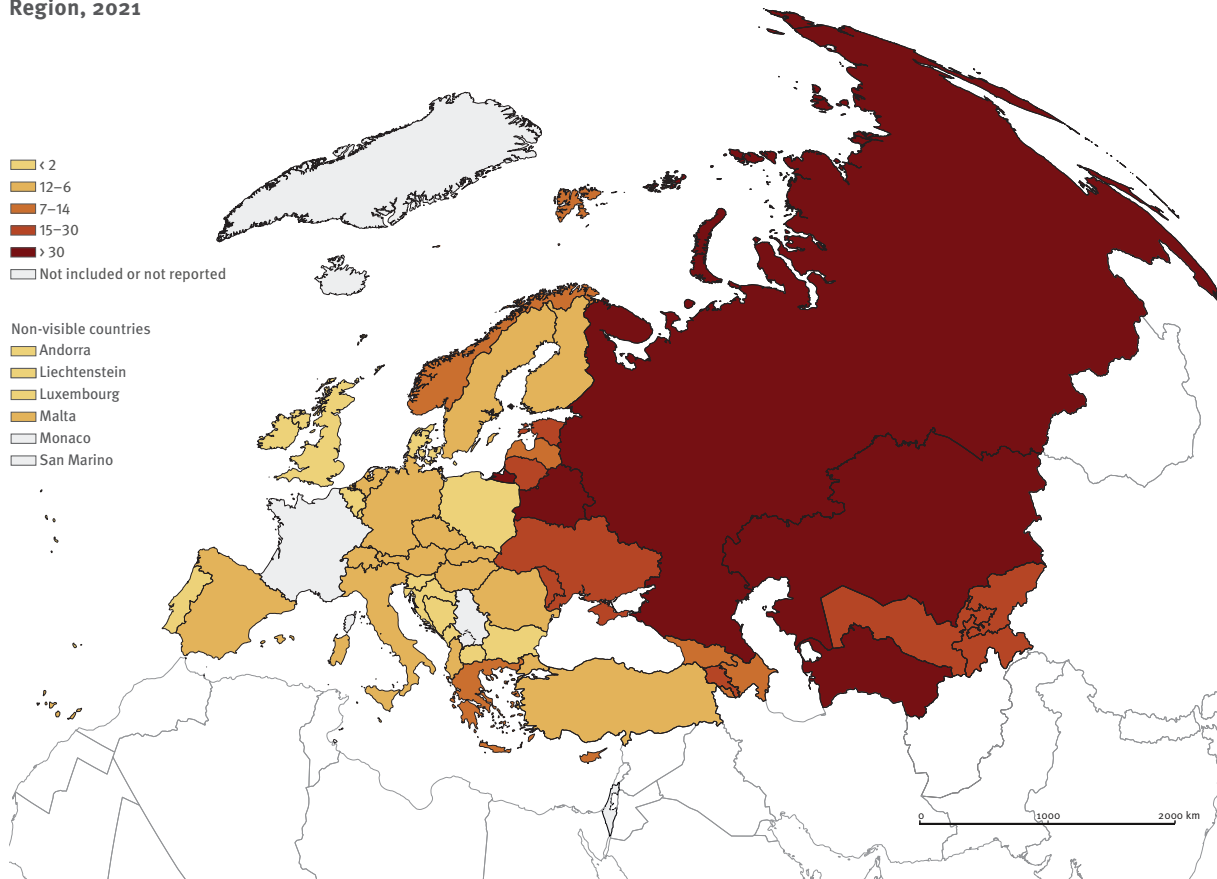 Region, 2021
< 2
12–6
7–14
15–30
> 30
Not included or not reported
Non-visible countries
Andorra
Liechtenstein
Luxembourg
Malta
Monaco
San Marino
0 1000 2000 km